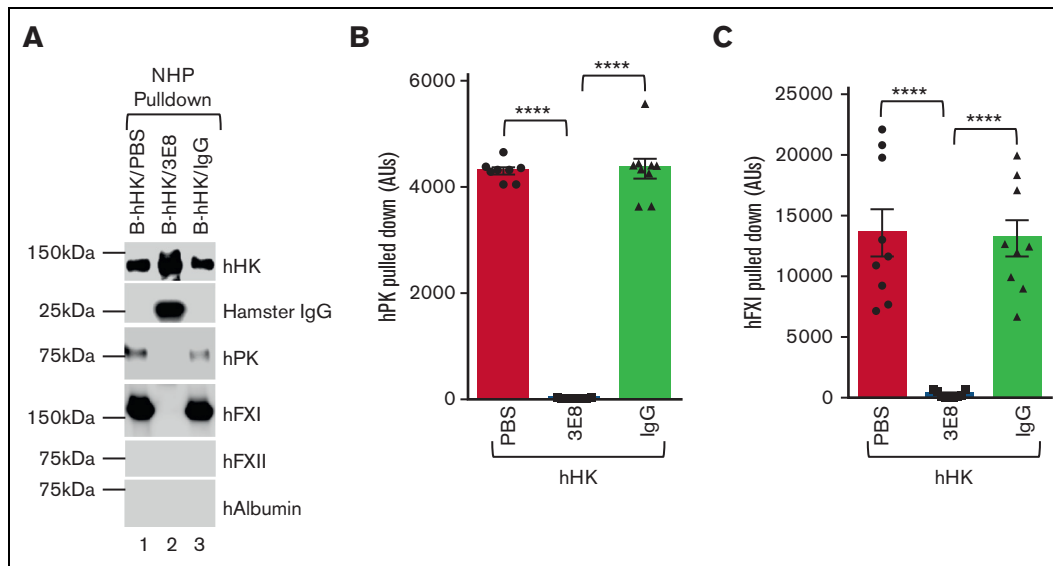 A
NHP
Pulldown
B-hHK/PBS
B-hHK/3E8
B-hHK/IgG
150kDa
hHK
25kDa
Hamster IgG
75kDa
hPK
150kDa
hFXI
75kDa
hFXII
75kDa
hAlbumin
1 2 3
B
hPK pulled down (AUs)
6000
4000
2000
0
****
****
PBS
3E8
IgG
hHK
C
hFXI pulled down (AUs)
25000
20000
15000
10000
5000
0
****
****
PBS
3E8
IgG
hHK